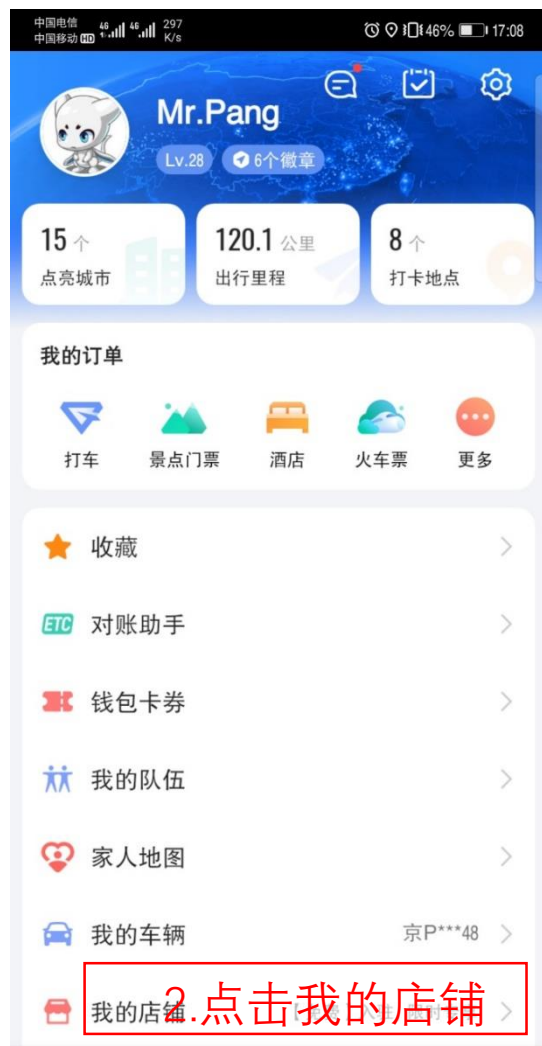 中国电信 46 46 297
中国移动 HD K/s 46% 17:08
Mr.Pang
Lv.28 6个徽章
15 个 120.1 公里 8 个
点亮城市 出行里程 打卡地点
我的订单
打车 景点门票 酒店 火车票 更多
收藏
ETC 对账助手
钱包卡券
我的队伍
家人地图
我的车辆 京P***48
我的店铺
2.点击我的店铺